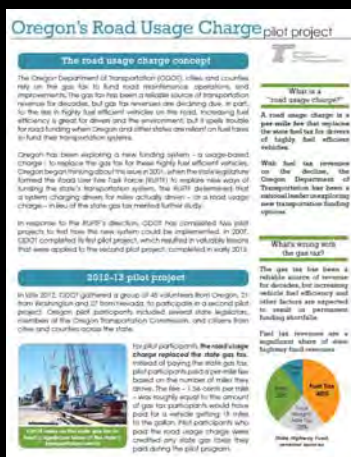 Oregon's Road Usage Charge pilot project
The road usage charge concept
The Oregon Department of Transportation (ODOT), cities, and counties
rely on the gas tax to fund road maintenance, operations, and
improvements. The gas tax has been a reliable source of transportation
revenue for decades, but gas tax revenues are declining due, in part,
to the rise in highly fuel efficient vehicles on the road. Increasing fuel
efficiency is great for drivers and the environment, but it spells trouble
for road funding when Oregon and other states are reliant on fuel taxes
to fund their transportation systems.
Oregon has been exploring a new funding system – a usage-based
charge - to replace the gas tax for these highly fuel efficient vehicles.
Oregon began thinking about this issue in 2001, when the state legislature
formed the Road User Fee Task Force (RUFTF) to explore new ways of
funding the state's transportation system. The RUFTF determined that
a system charging drivers for miles actually driven – or a road usage
charge – in lieu of the state gas tax merited further study.
In response to the RUFTF's direction, ODOT has completed two pilot
projects to test how this new system could be implemented. In 2007,
ODOT completed its first pilot project, which resulted in valuable lessons
that were applied to the second pilot project, completed in early 2013.
2012-13 pilot project
In late 2012, ODOT gathered a group of 45 volunteers from Oregon, 21
from Washington and 27 from Nevada, to participate in a second pilot
project. Oregon pilot participants included several state legislators,
members of the Oregon Transportation Commission, and citizens from
cities and counties across the state.
For pilot participants, the road usage
charge replaced the state gas tax.
Instead of paying the state gas tax,
pilot participants paid a per-mile fee
based on the number of miles they
drove. The fee – 1.56 cents per mile
– was roughly equal to the amount
of gas tax participants would have
paid for a vehicle getting 19 miles
to the gallon. Pilot participants who
paid the road usage charge were
credited any state gas taxes they
paid during the pilot program.
What is a
"road usage charge?"
A road usage charge is a
per-mile fee that replaces
the state fuel tax for drivers
of highly fuel efficient
vehicles.
With fuel tax revenues
on the decline, the
Oregon Department of
Transportation has been a
national leader in exploring
new transportation funding
options.
What's wrong with
the gas tax?
The gas tax has been a
reliable source of revenue
for decades, but increasing
vehicle fuel efficiency and
other factors are expected
to result in permanent
funding shortfalls.
Fuel tax revenues are a
significant share of state
highway fund revenues.
Fuel Tax
State Highway Fund